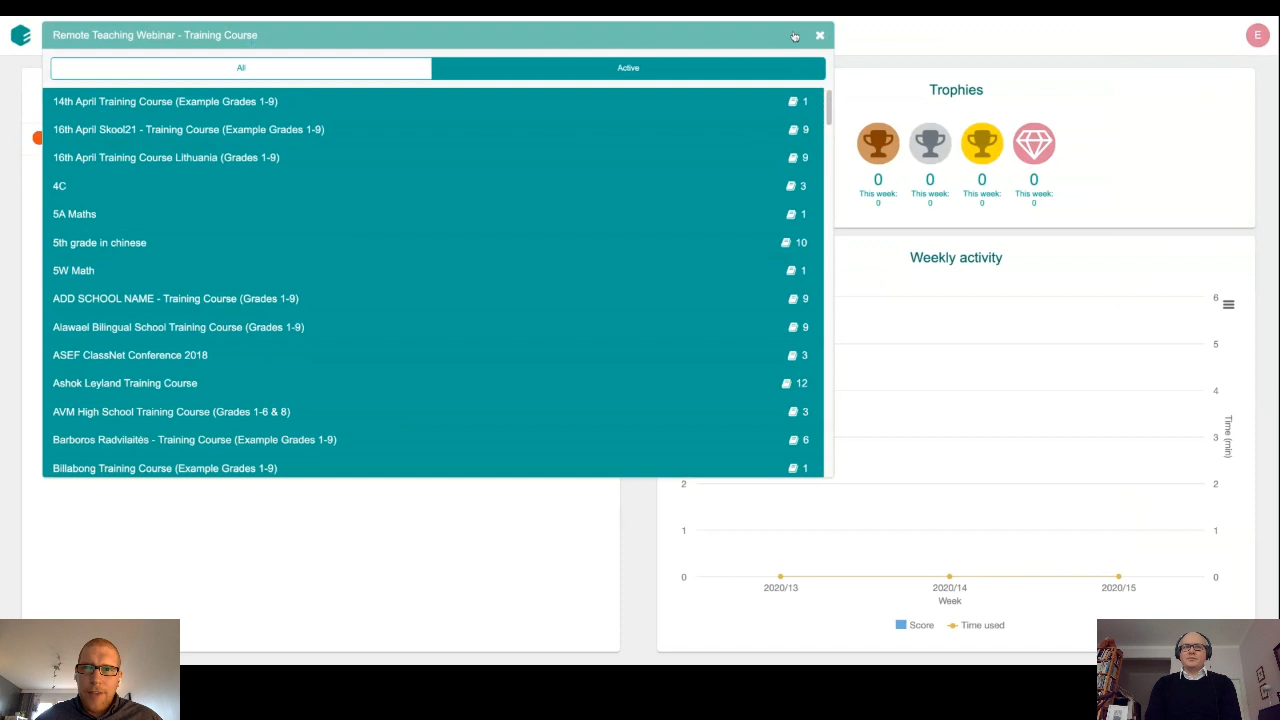 Remote Teaching Webinar - Training Course
E
All
Active
14th April Training Course (Example Grades 1-9) 1
16th April Skool21 - Training Course (Example Grades 1-9) 9
16th April Training Course Lithuania (Grades 1-9) 9
4C 3
5A Maths 1
5th grade in chinese 10
5W Math 1
ADD SCHOOL NAME - Training Course (Grades 1-9) 9
Alawael Bilingual School Training Course (Grades 1-9) 9
ASEF ClassNet Conference 2018 3
Ashok Leyland Training Course 12
AVM High School Training Course (Grades 1-6 & 8) 3
Barboros Radvilaitės - Training Course (Example Grades 1-9) 6
Billabong Training Course (Example Grades 1-9) 1
Trophies
0 0 0 0
This week: This week: This week: This week:
0 0 0 0
Weekly activity
6
5
4
3
2 2
1 1
0 0
Time (min)
2020/13 2020/14 2020/15
Week
Score Time used